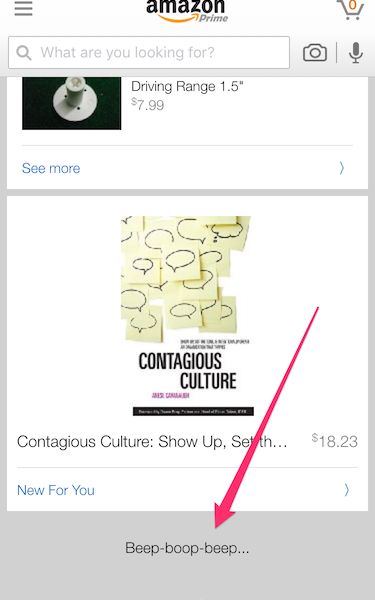 amazon
Prime
0
What are you looking for?
Driving Range 1.5"
$7.99
See more
CONTAGIOUS
CULTURE
ANESE CAVANAUGH
Contagious Culture: Show Up, Set th…
$18.23
New For You
Beep-boop-beep...